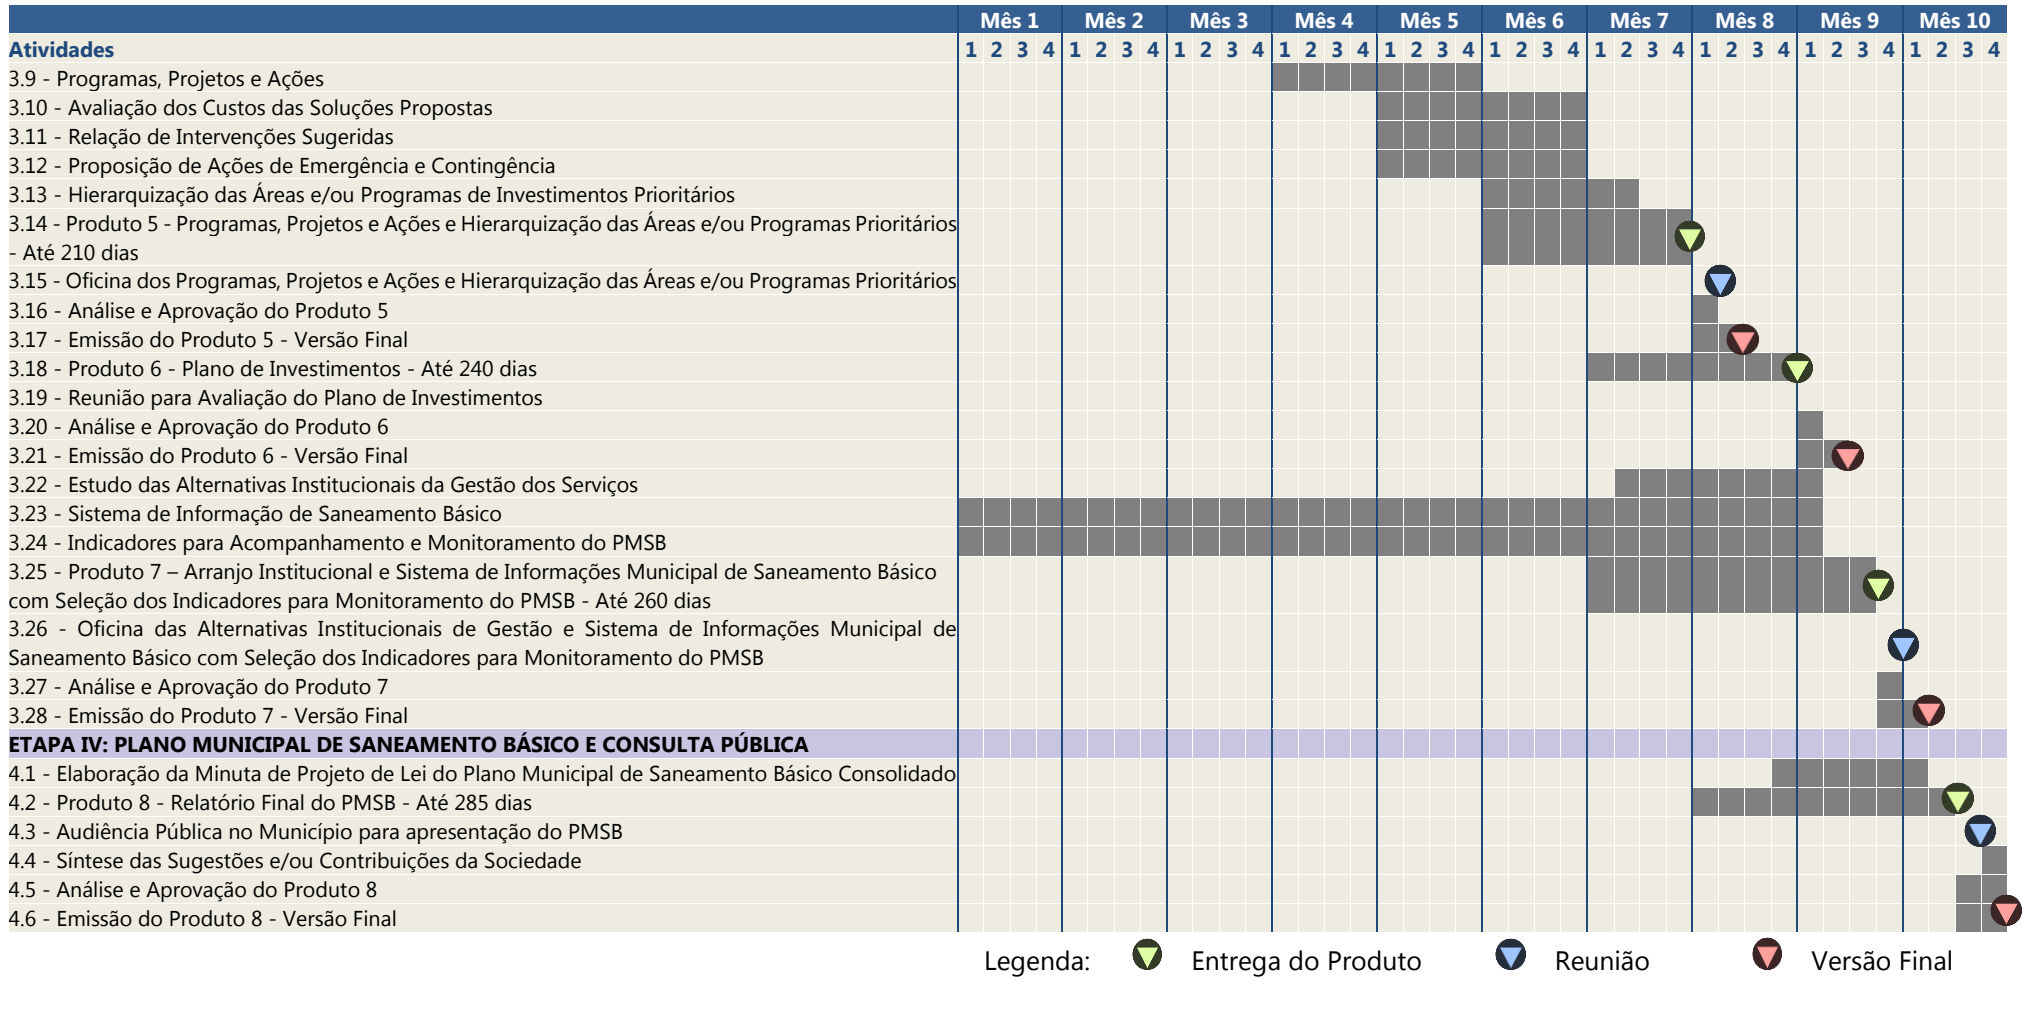 Mês 1 Mês 2 Mês 3 Mês 4 Mês 5 Mês 6 Mês 7 Mês 8 Mês 9 Mês 10
Atividades 1 2 3 4 1 2 3 4 1 2 3 4 1 2 3 4 1 2 3 4 1 2 3 4 1 2 3 4 1 2 3 4 1 2 3 4 1 2 3 4
3.9 - Programas, Projetos e Ações
3.10 - Avaliação dos Custos das Soluções Propostas
3.11 - Relação de Intervenções Sugeridas
3.12 - Proposição de Ações de Emergência e Contingência
3.13 - Hierarquização das Áreas e/ou Programas de Investimentos Prioritários
3.14 - Produto 5 - Programas, Projetos e Ações e Hierarquização das Áreas e/ou Programas Prioritários
- Até 210 dias
3.15 - Oficina dos Programas, Projetos e Ações e Hierarquização das Áreas e/ou Programas Prioritários
3.16 - Análise e Aprovação do Produto 5
3.17 - Emissão do Produto 5 - Versão Final
3.18 - Produto 6 - Plano de Investimentos - Até 240 dias
3.19 - Reunião para Avaliação do Plano de Investimentos
3.20 - Análise e Aprovação do Produto 6
3.21 - Emissão do Produto 6 - Versão Final
3.22 - Estudo das Alternativas Institucionais da Gestão dos Serviços
3.23 - Sistema de Informação de Saneamento Básico
3.24 - Indicadores para Acompanhamento e Monitoramento do PMSB
3.25 - Produto 7 – Arranjo Institucional e Sistema de Informações Municipal de Saneamento Básico
com Seleção dos Indicadores para Monitoramento do PMSB - Até 260 dias
3.26 - Oficina das Alternativas Institucionais de Gestão e Sistema de Informações Municipal de
Saneamento Básico com Seleção dos Indicadores para Monitoramento do PMSB
3.27 - Análise e Aprovação do Produto 7
3.28 - Emissão do Produto 7 - Versão Final
ETAPA IV: PLANO MUNICIPAL DE SANEAMENTO BÁSICO E CONSULTA PÚBLICA
4.1 - Elaboração da Minuta de Projeto de Lei do Plano Municipal de Saneamento Básico Consolidado
4.2 - Produto 8 - Relatório Final do PMSB - Até 285 dias
4.3 - Audiência Pública no Município para apresentação do PMSB
4.4 - Síntese das Sugestões e/ou Contribuições da Sociedade
4.5 - Análise e Aprovação do Produto 8
4.6 - Emissão do Produto 8 - Versão Final
Legenda: Entrega do Produto Reunião Versão Final